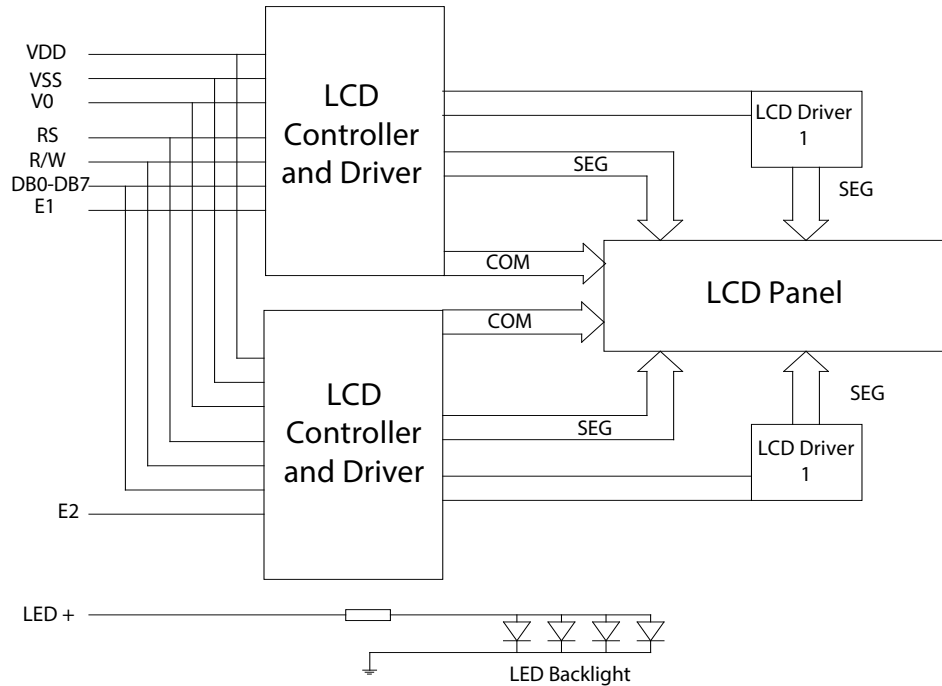 VDD
VSS
V0
RS
R/W
DB0-DB7
E1
LCD
Controller
and Driver
SEG
COM
LCD Driver
1
SEG
LCD Panel
COM
LCD
Controller
and Driver
SEG
SEG
LCD Driver
1
E2
LED +
LED Backlight